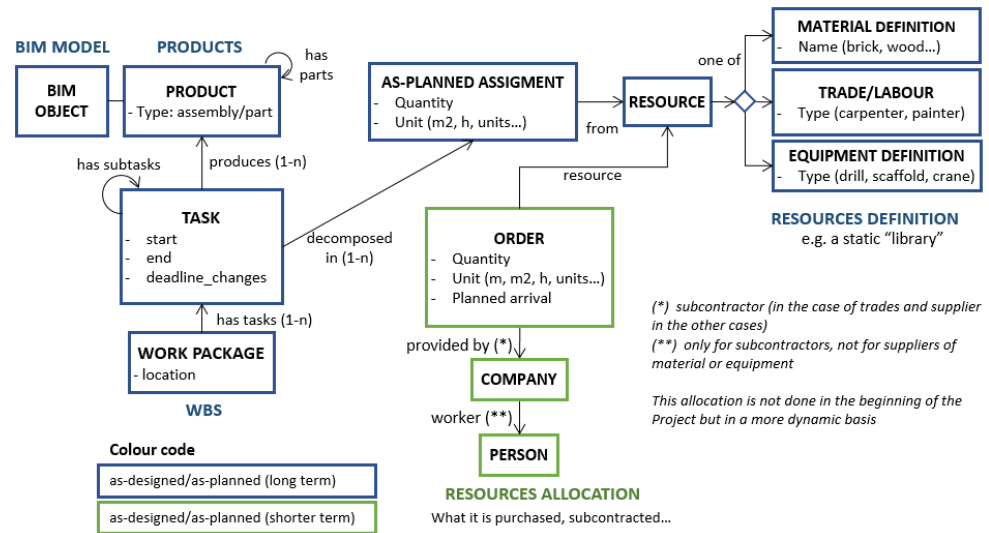 BIM MODEL
PRODUCTS
has
parts
BIM
OBJECT
PRODUCT
- Type: assembly/part
AS-PLANNED ASSIGMENT
- Quantity
- Unit (m2, h, units...)
from
RESOURCE
one of
MATERIAL DEFINITION
- Name (brick, wood...)
TRADE/LABOUR
- Type (carpenter, painter)
EQUIPMENT DEFINITION
- Type (drill, scaffold, crane)
RESOURCES DEFINITION
e.g. a static "library"
has subtasks
produces (1-n)
resource
TASK
- start
- end
- deadline_changes
decomposed
in (1-n)
ORDER
- Quantity
- Unit (m, m2, h, units...)
- Planned arrival
has tasks (1-n)
WORK PACKAGE
- location
WBS
provided by (*)
COMPANY
worker (**)
PERSON
RESOURCES ALLOCATION
What it is purchased, subcontracted...
(*) subcontractor (in the case of trades and supplier
in the other cases)
(**) only for subcontractors, not for suppliers of
material or equipment
This allocation is not done in the beginning of the
Project but in a more dynamic basis
Colour code
as-designed/as-planned (long term)
as-designed/as-planned (shorter term)